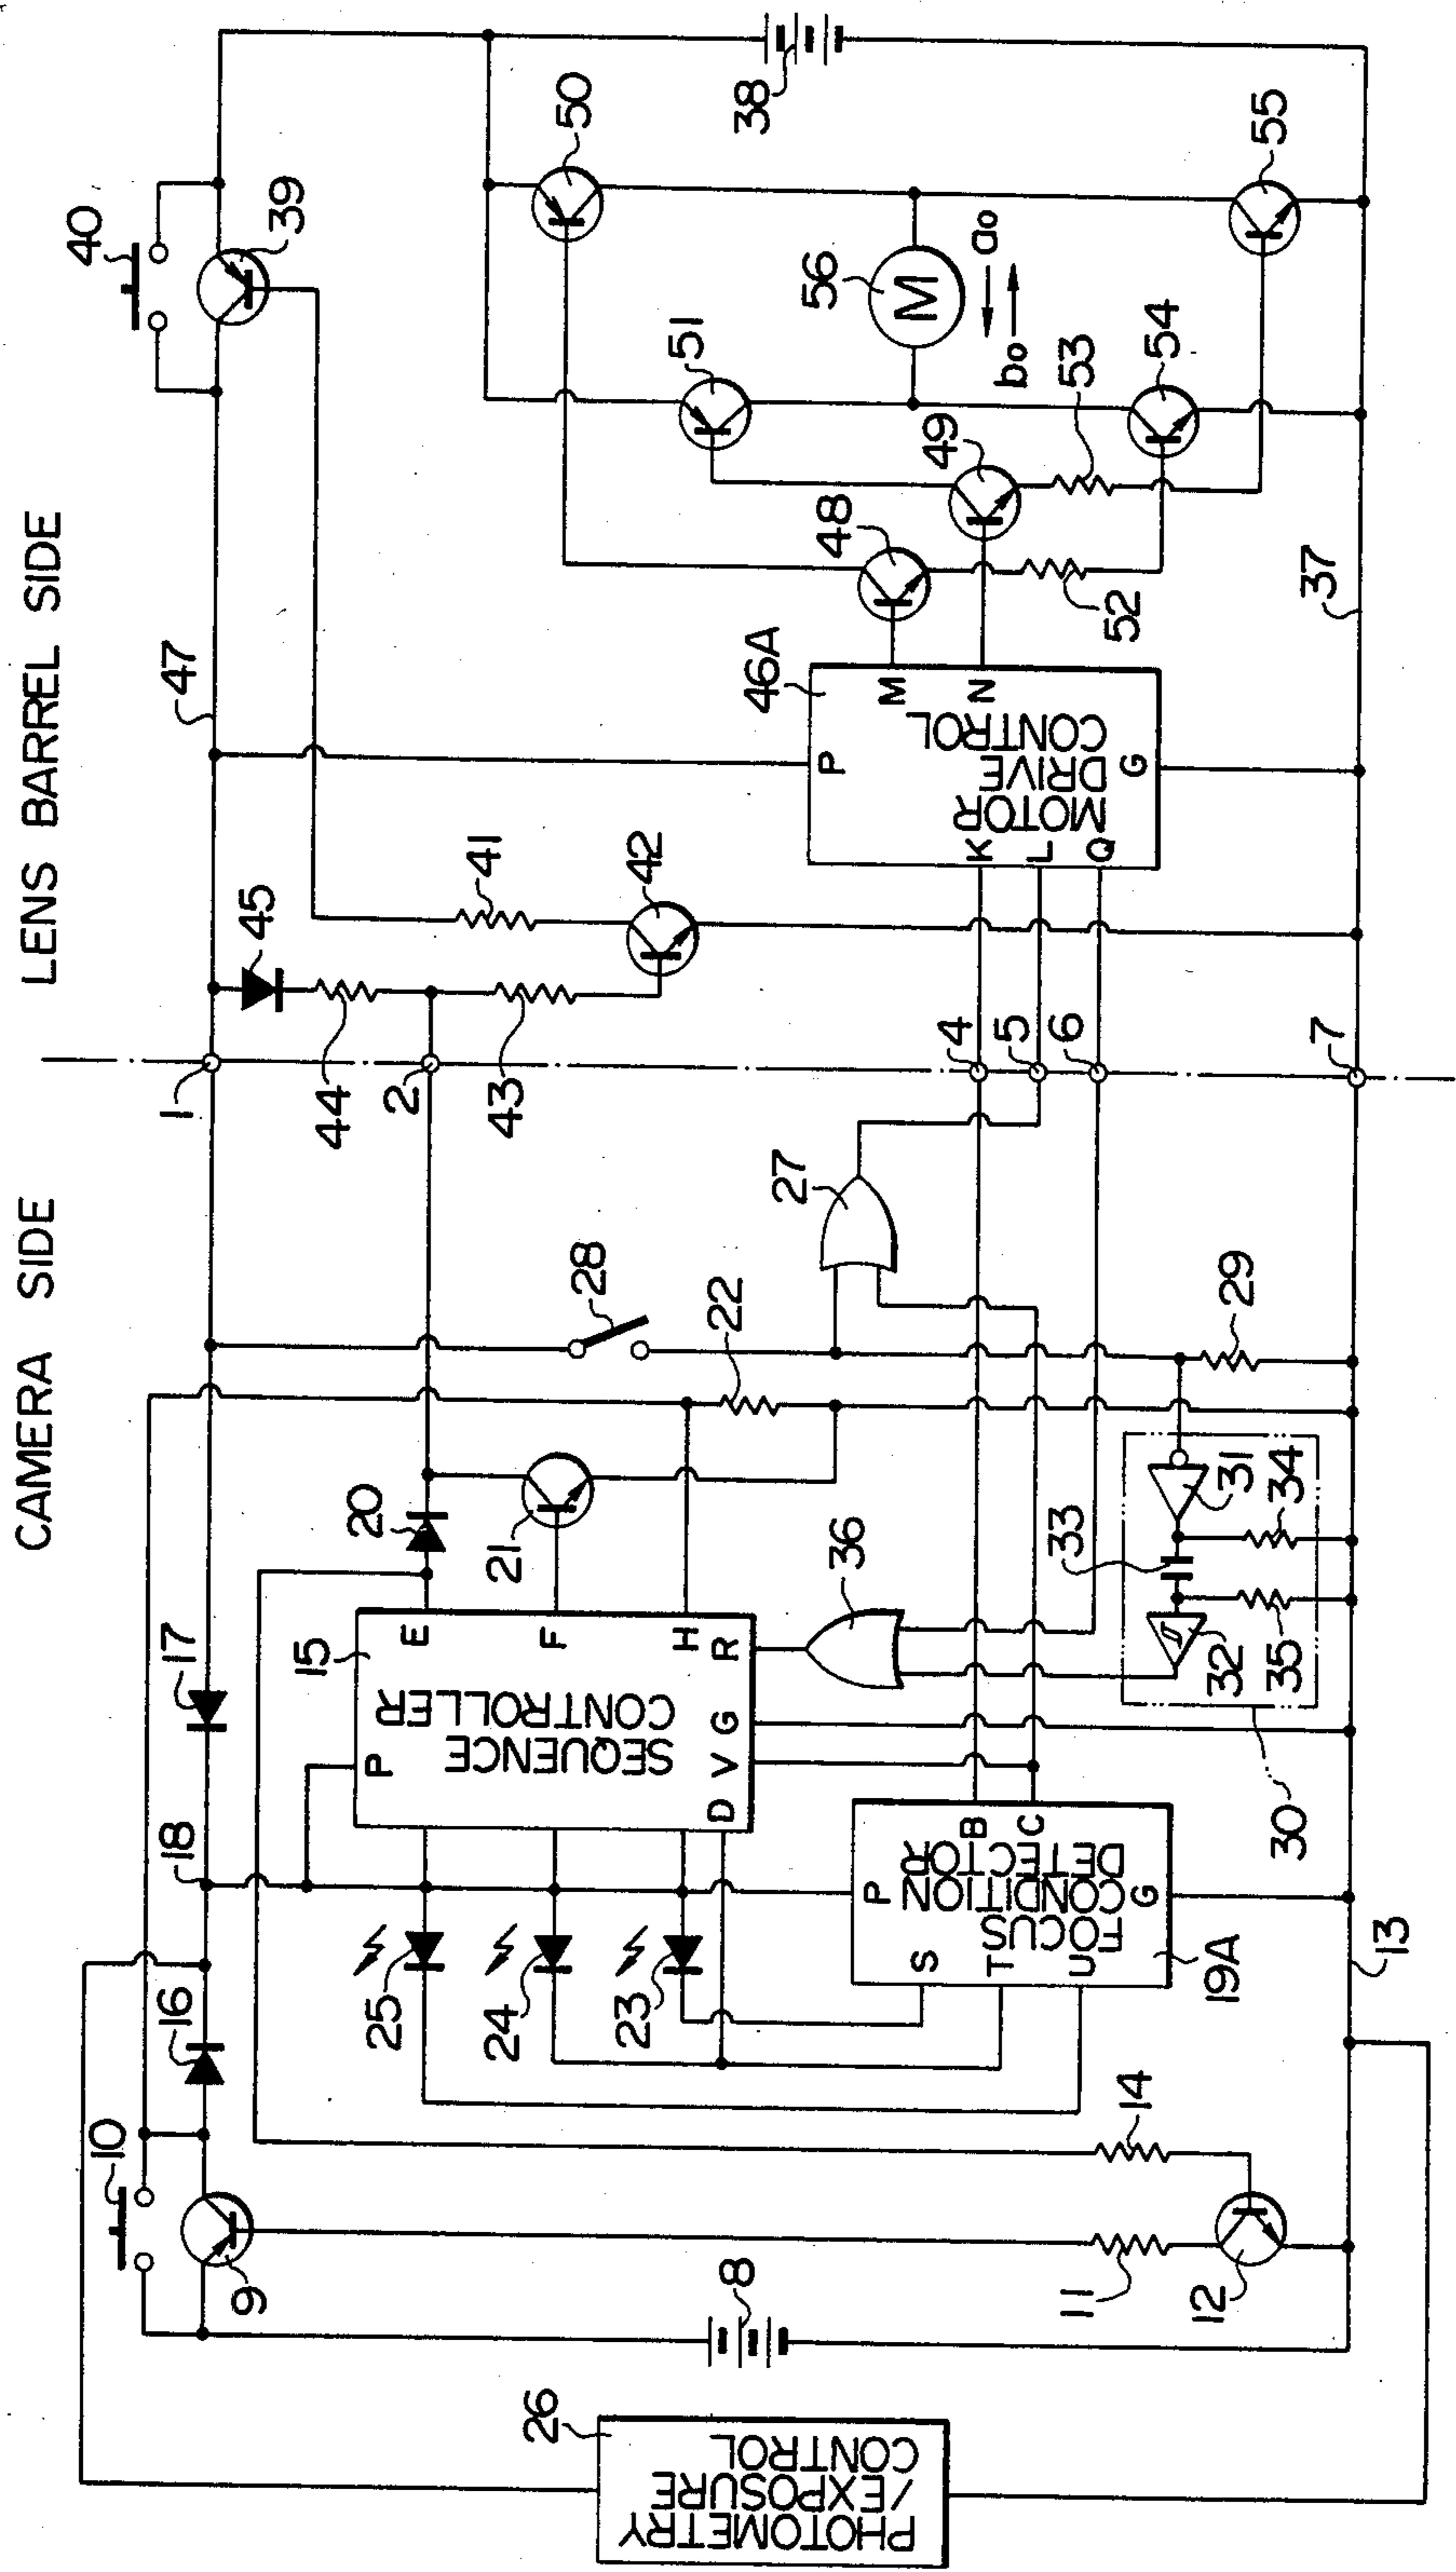 CAMERA SIDE
LENS BARREL SIDE
PHOTOMETRY
/EXPOSURE
CONTROL
26
8
9
10
11
12
13
14
16
18
17
15
SEQUENCE
CONTROLLER
P
E
F
H
R
D
V
G
20
21
22
23
24
25
FOCUS
CONDITION
DETECTOR
P
G
S
T
U
B
C
19A
27
28
29
30
31
32
33
34
35
36
1
2
4
5
6
7
44
43
45
41
42
47
40
39
37
38
46A
MOTOR
DRIVE
CONTROL
K
L
Q
P
G
M
N
48
49
50
51
52
53
54
55
56
M
a₀
b₀